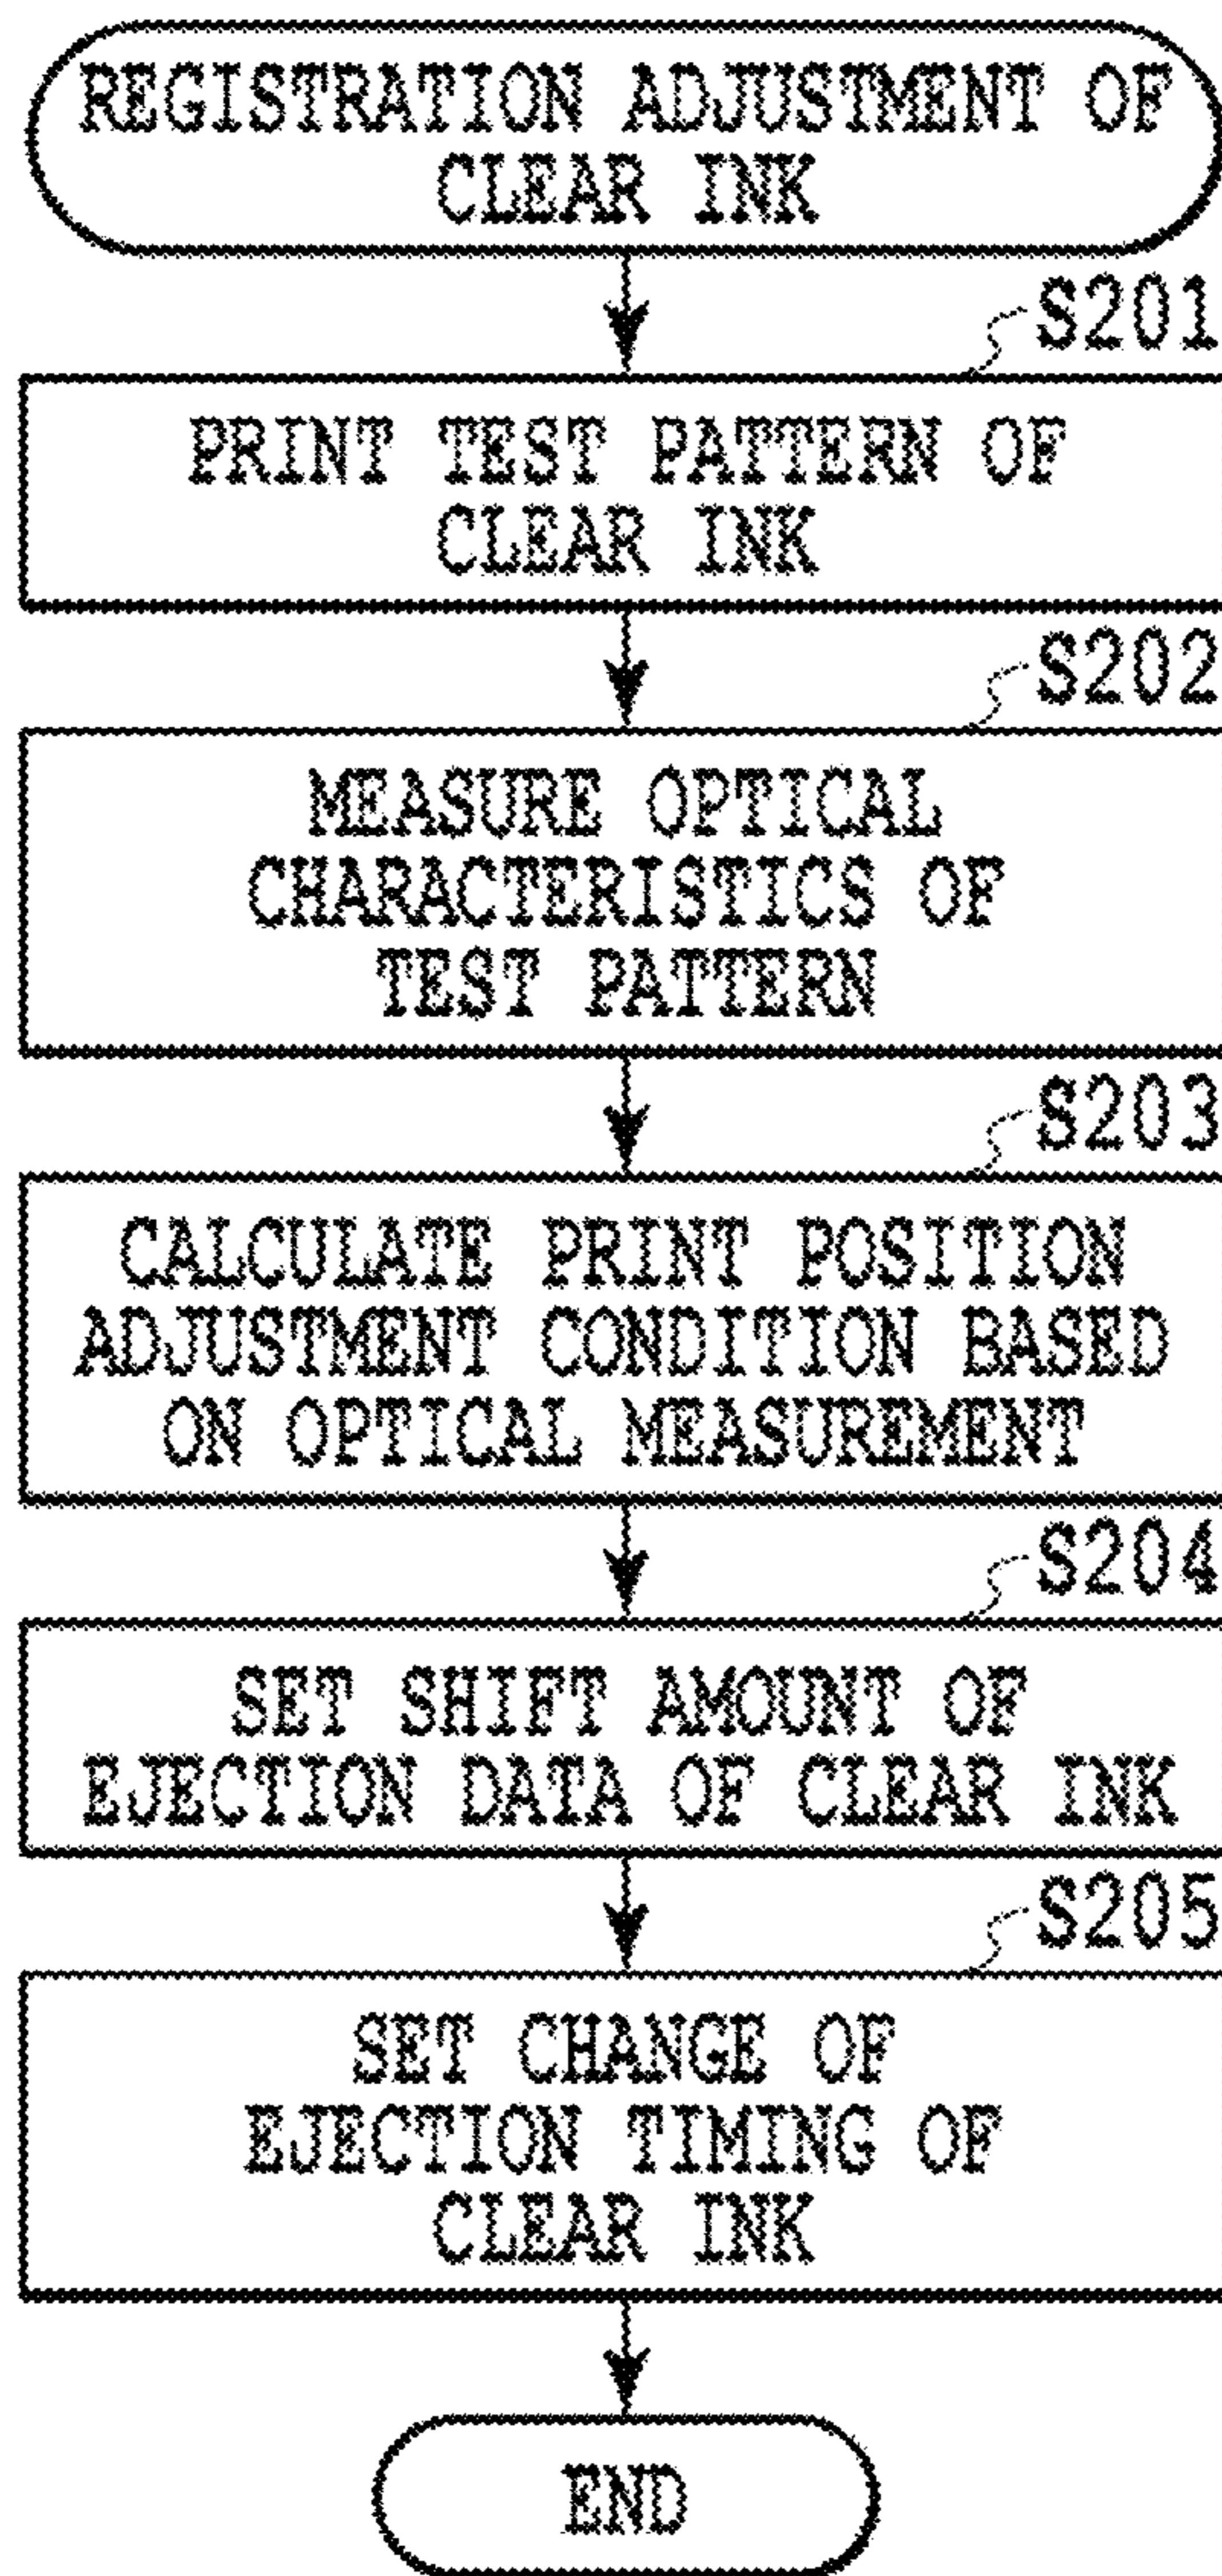 REGISTRATION ADJUSTMENT OF
CLEAR INK
S201
PRINT TEST PATTERN OF
CLEAR INK
S202
MEASURE OPTICAL
CHARACTERISTICS OF
TEST PATTERN
S203
CALCULATE PRINT POSITION
ADJUSTMENT CONDITION BASED
ON OPTICAL MEASUREMENT
S204
SET SHIFT AMOUNT OF
EJECTION DATA OF CLEAR INK
S205
SET CHANGE OF
EJECTION TIMING OF
CLEAR INK
END